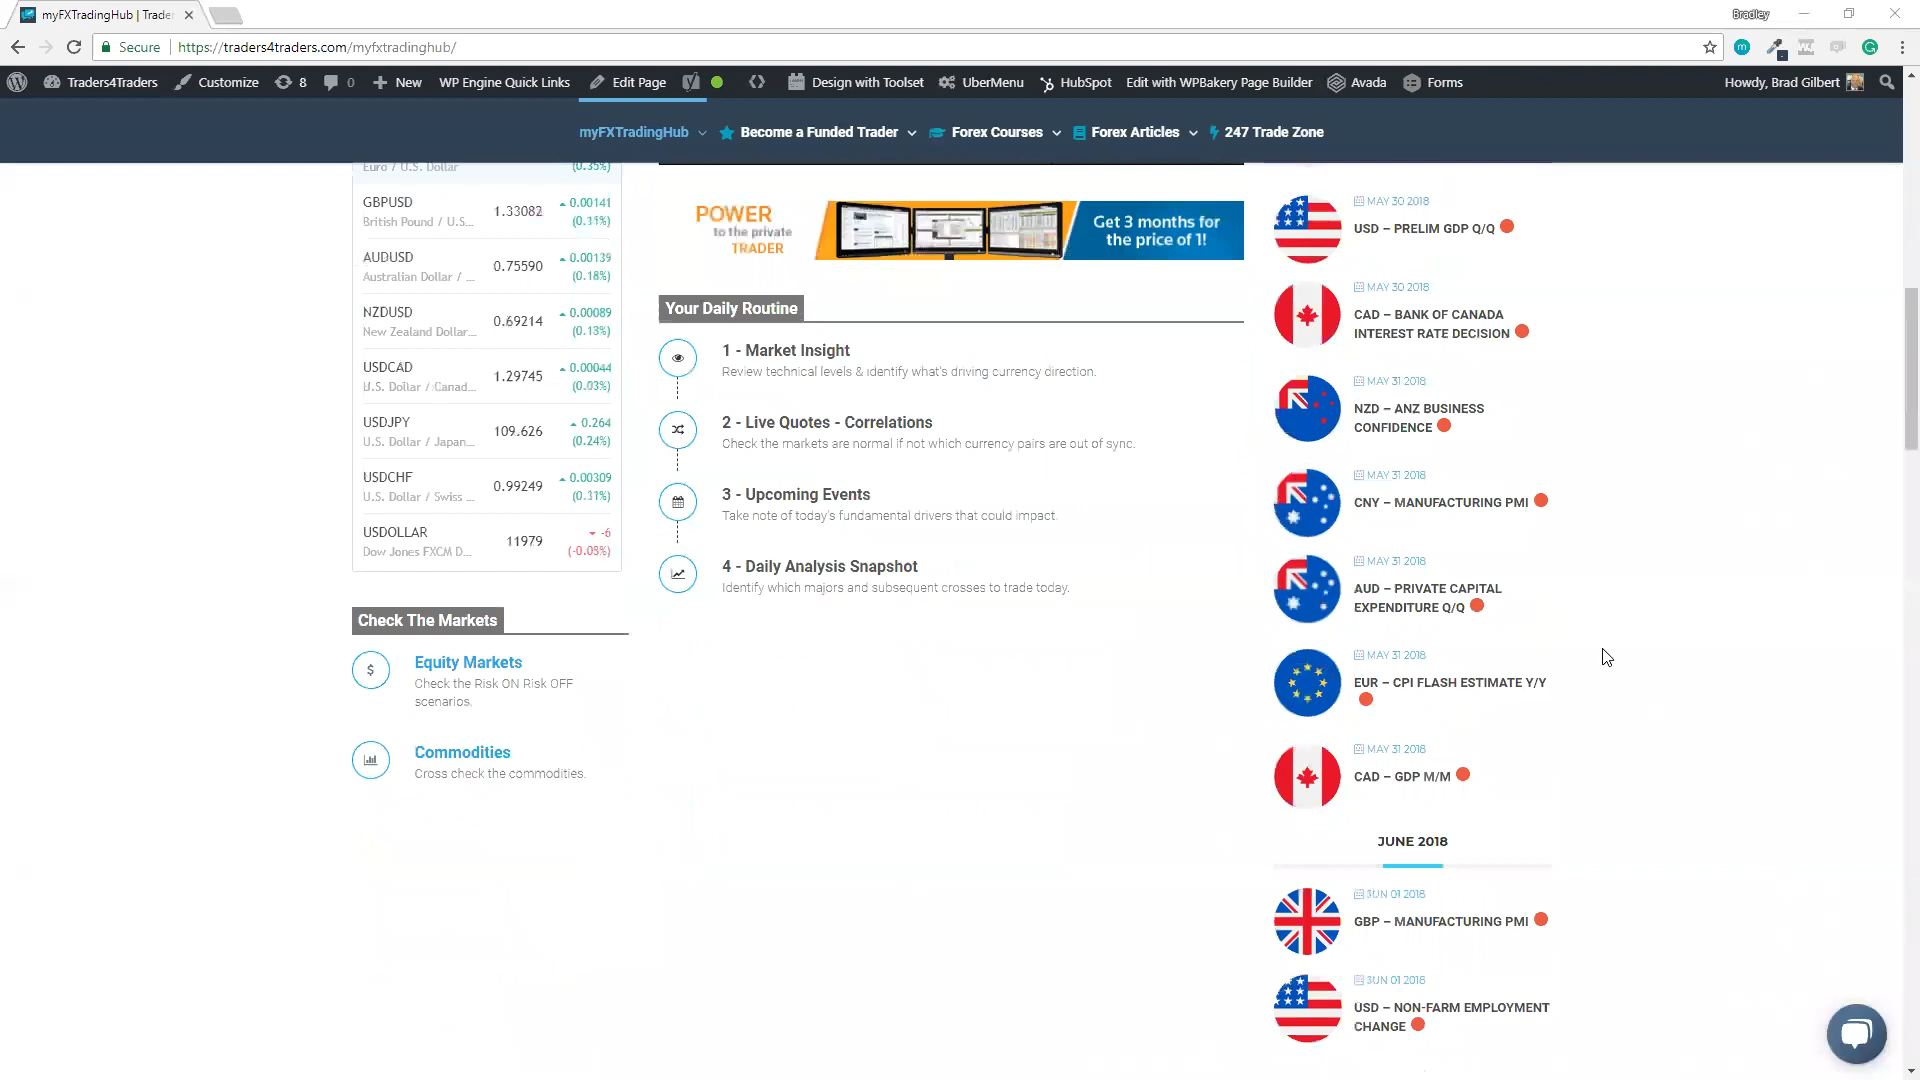 myFXTradingHub | Trade
Bradley
Secure
https://traders4traders.com/myfxtradinghub/
Traders4Traders
Customize
8
0
New
WP Engine Quick Links
Edit Page
Design with Toolset
UberMenu
HubSpot
Edit with WPBakery Page Builder
Avada
Forms
Howdy, Brad Gilbert
myFXTradingHub
Become a Funded Trader
Forex Courses
Forex Articles
247 Trade Zone
Euro / U.S. Dollar
(0.35%)
GBPUSD
British Pound / U.S...
1.33082
0.00141
(0.31%)
AUDUSD
Australian Dollar / ...
0.75590
0.00139
(0.18%)
NZDUSD
New Zealand Dollar...
0.69214
0.00089
(0.13%)
USDCAD
U.S. Dollar / Canad...
1.29745
0.00044
(0.03%)
USDJPY
U.S. Dollar / Japan...
109.626
0.264
(0.24%)
USDCHF
U.S. Dollar / Swiss ...
0.99249
0.00309
(0.31%)
USDOLLAR
Dow Jones FXCM D...
11979
-6
(-0.05%)
Check The Markets
$
Equity Markets
Check the Risk ON Risk OFF
scenarios.
Commodities
Cross check the commodities.
POWER
to the private
TRADER
Get 3 months for
the price of 1!
Your Daily Routine
1 - Market Insight
Review technical levels & identify what's driving currency direction.
2 - Live Quotes - Correlations
Check the markets are normal if not which currency pairs are out of sync.
3 - Upcoming Events
Take note of today's fundamental drivers that could impact.
4 - Daily Analysis Snapshot
Identify which majors and subsequent crosses to trade today.
MAY 30 2018
USD – PRELIM GDP Q/Q
MAY 30 2018
CAD – BANK OF CANADA
INTEREST RATE DECISION
MAY 31 2018
NZD – ANZ BUSINESS
CONFIDENCE
MAY 31 2018
CNY – MANUFACTURING PMI
MAY 31 2018
AUD – PRIVATE CAPITAL
EXPENDITURE Q/Q
MAY 31 2018
EUR – CPI FLASH ESTIMATE Y/Y
MAY 31 2018
CAD – GDP M/M
JUNE 2018
JUN 01 2018
GBP – MANUFACTURING PMI
JUN 01 2018
USD – NON-FARM EMPLOYMENT
CHANGE